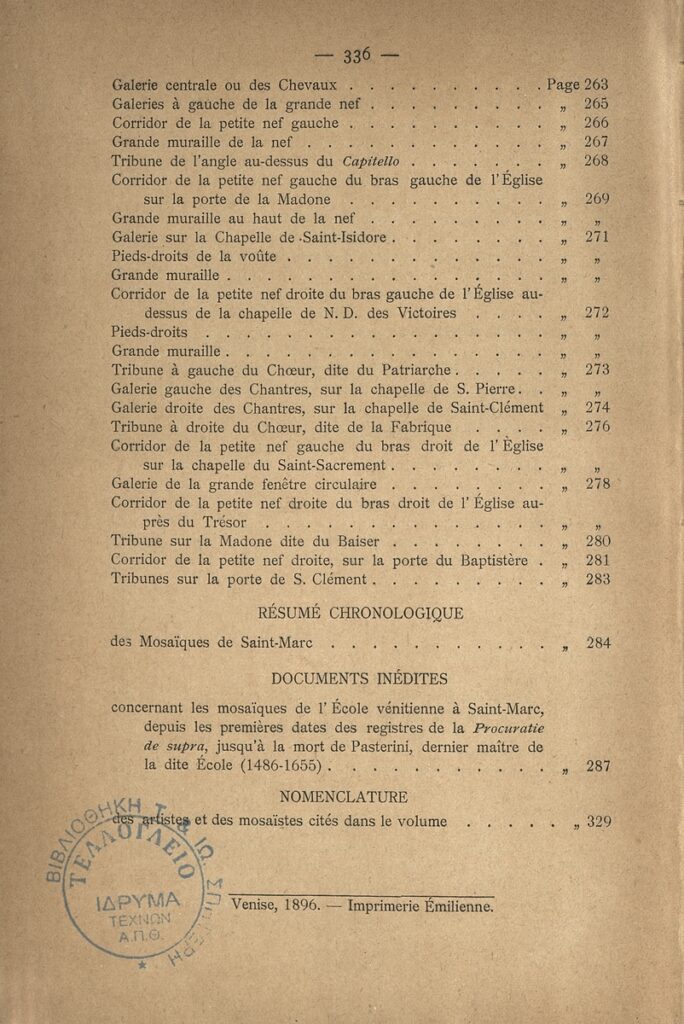 — 336 —
Galerie centrale ou des Chevaux . . . . . . . . . . Page 263
Galeries à gauche de la grande nef . . . . . . . . . „ 265
Corridor de la petite nef gauche . . . . . . . . . . „ 266
Grande muraille de la nef . . . . . . . . . . . . „ 267
Tribune de l'angle au-dessus du Capitello . . . . . . . „ 268
Corridor de la petite nef gauche du bras gauche de l'Église
sur la porte de la Madone . . . . . . . . . . „ 269
Grande muraille au haut de la nef . . . . . . . . . „ „
Galerie sur la Chapelle de Saint-Isidore . . . . . . . . „ 271
Pieds-droits de la voûte . . . . . . . . . . . . . „ „
Grande muraille . . . . . . . . . . . . . . . . „ „
Corridor de la petite nef droite du bras gauche de l'Église au-
dessus de la chapelle de N. D. des Victoires . . . . „ 272
Pieds-droits . . . . . . . . . . . . . . . . . „ „
Grande muraille . . . . . . . . . . . . . . . . „ „
Tribune à gauche du Chœur, dite du Patriarche . . . . . „ 273
Galerie gauche des Chantres, sur la chapelle de S. Pierre . . „ „
Galerie droite des Chantres, sur la chapelle de Saint-Clément „ 274
Tribune à droite du Chœur, dite de la Fabrique . . . . „ 276
Corridor de la petite nef gauche du bras droit de l'Èglise
sur la chapelle du Saint-Sacrement . . . . . . . . „ „
Galerie de la grande fenêtre circulaire . . . . . . . . „ 278
Corridor de la petite nef droite du bras droit de l'Église au-
près du Trésor . . . . . . . . . . . . . . „ „
Tribune sur la Madone dite du Baiser . . . . . . . . „ 280
Corridor de la petite nef droite, sur la porte du Baptistère . „ 281
Tribunes sur la porte de S. Clément . . . . . . . . . „ 283
RÉSUMÉ CHRONOLOGIQUE
des Mosaïques de Saint-Marc . . . . . . . . . . . „ 284
DOCUMENTS INÉDITES
concernant les mosaïques de l'École vénitienne à Saint-Marc,
depuis les premières dates des registres de la Procuratie
de supra, jusqu'à la mort de Pasterini, dernier maître de
la dite École (1486-1655) . . . . . . . . . . . „ 287
NOMENCLATURE
des artistes et des mosaïstes cités dans le volume . . . . . „ 329
Venise, 1896. — Imprimerie Émilienne.
ΒΙΒΛΙΟΘΗΚΗ
ΤΕΛΛΟΓΛΕΙΟ
ΙΔΡΥΜΑ
ΤΕΧΝΩΝ
Α.Π.Θ.